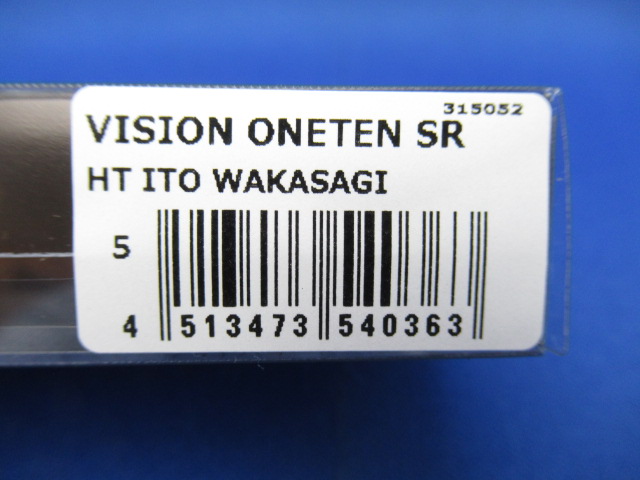 315052
VISION ONETEN SR
HT ITO WAKASAGI
5
4 513473 540363